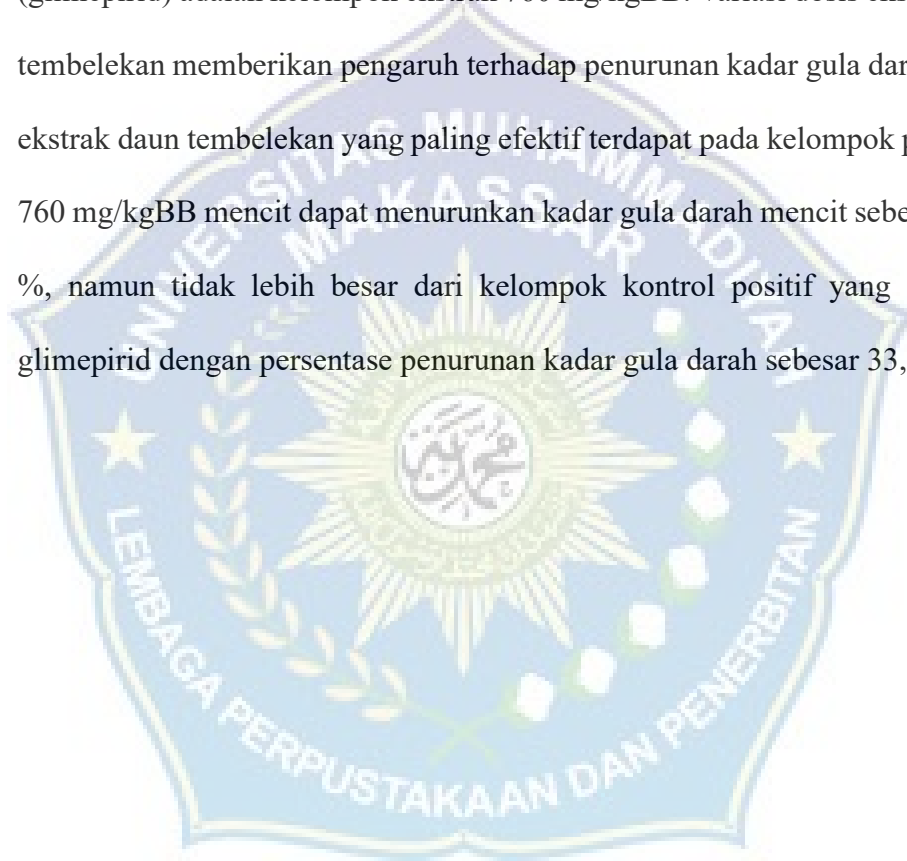 (glimepirid) adalah kelompok ekstrak 760 mg/kgBB. Variasi dosis
tembelekan memberikan pengaruh terhadap penurunan kadar gula
ekstrak daun tembelekan yang paling efektif terdapat pada kelompok
760 mg/kgBB mencit dapat menurunkan kadar gula darah mencit
%, namun tidak lebih besar dari kelompok kontrol positif yang
glimepirid dengan persentase penurunan kadar gula darah sebesar 33,
UNIVERSITAS MUHAMMADIYAH
MAKASSAR
LEMBAGA PERPUSTAKAAN DAN PENERBITAN